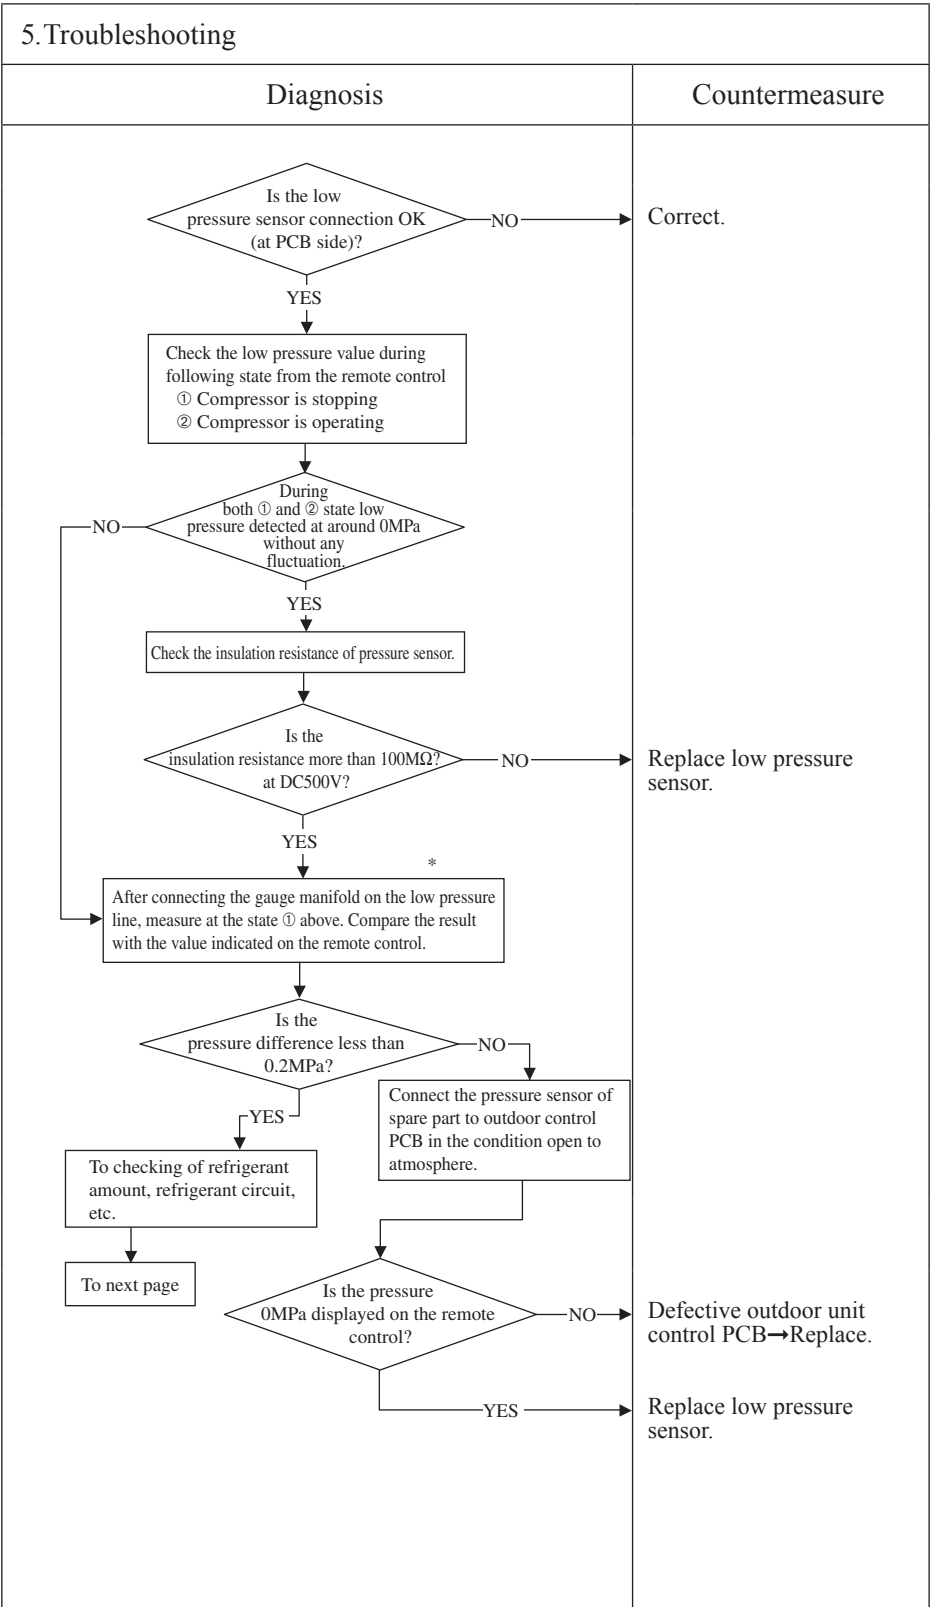 5.Troubleshooting
Diagnosis
Countermeasure
Is the low
pressure sensor connection OK
(at PCB side)?
NO
Correct.
YES
Check the low pressure value during
following state from the remote control
① Compressor is stopping
② Compressor is operating
During
both ① and ② state low
pressure detected at around 0MPa
without any
fluctuation.
NO
YES
Check the insulation resistance of pressure sensor.
Is the
insulation resistance more than 100MΩ?
at DC500V?
NO
Replace low pressure
sensor.
YES
*
After connecting the gauge manifold on the low pressure
line, measure at the state ① above. Compare the result
with the value indicated on the remote control.
Is the
pressure difference less than
0.2MPa?
NO
Connect the pressure sensor of
spare part to outdoor control
PCB in the condition open to
atmosphere.
YES
To checking of refrigerant
amount, refrigerant circuit,
etc.
To next page
Is the pressure
0MPa displayed on the remote
control?
NO
Defective outdoor unit
control PCB→Replace.
YES
Replace low pressure
sensor.